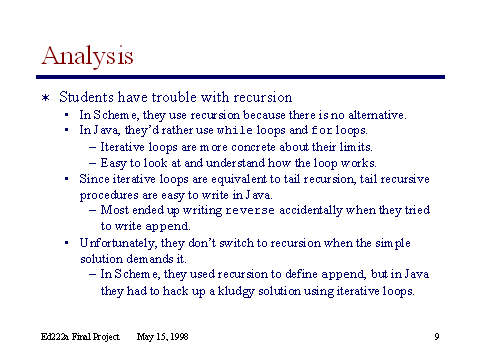 Analysis
* Students have trouble with recursion
• In Scheme, they use recursion because there is no alternative.
• In Java, they'd rather use while loops and for loops.
– Iterative loops are more concrete about their limits.
– Easy to look at and understand how the loop works.
• Since iterative loops are equivalent to tail recursion, tail recursive
procedures are easy to write in Java.
– Most ended up writing reverse accidentally when they tried
to write append.
• Unfortunately, they don't switch to recursion when the simple
solution demands it.
– In Scheme, they used recursion to define append, but in Java
they had to hack up a kludgy solution using iterative loops.
Ed222a Final Project May 15, 1998 9